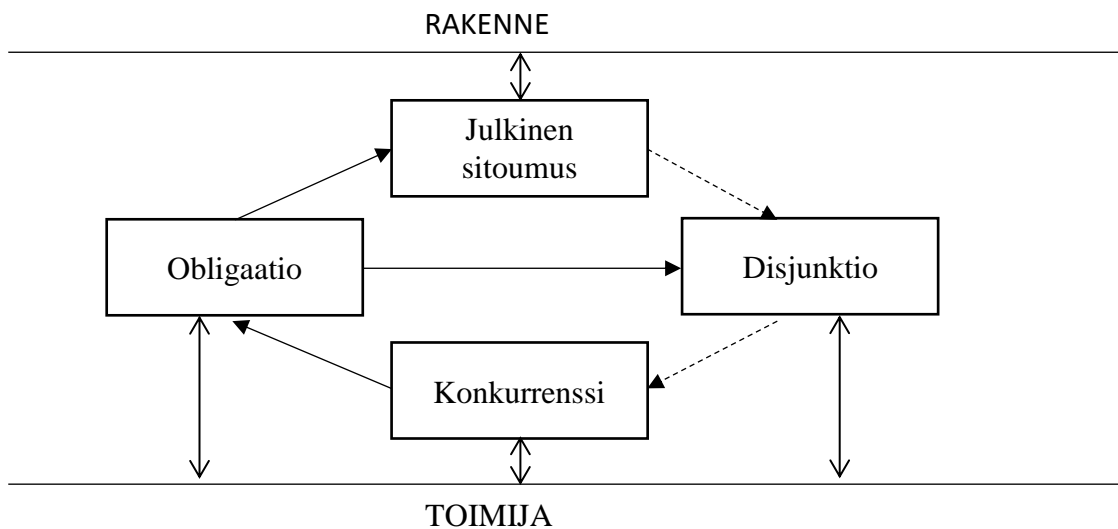 RAKENNE
Julkinen
sitoumus
Obligaatio
Disjunktio
Konkurrenssi
TOIMIJA